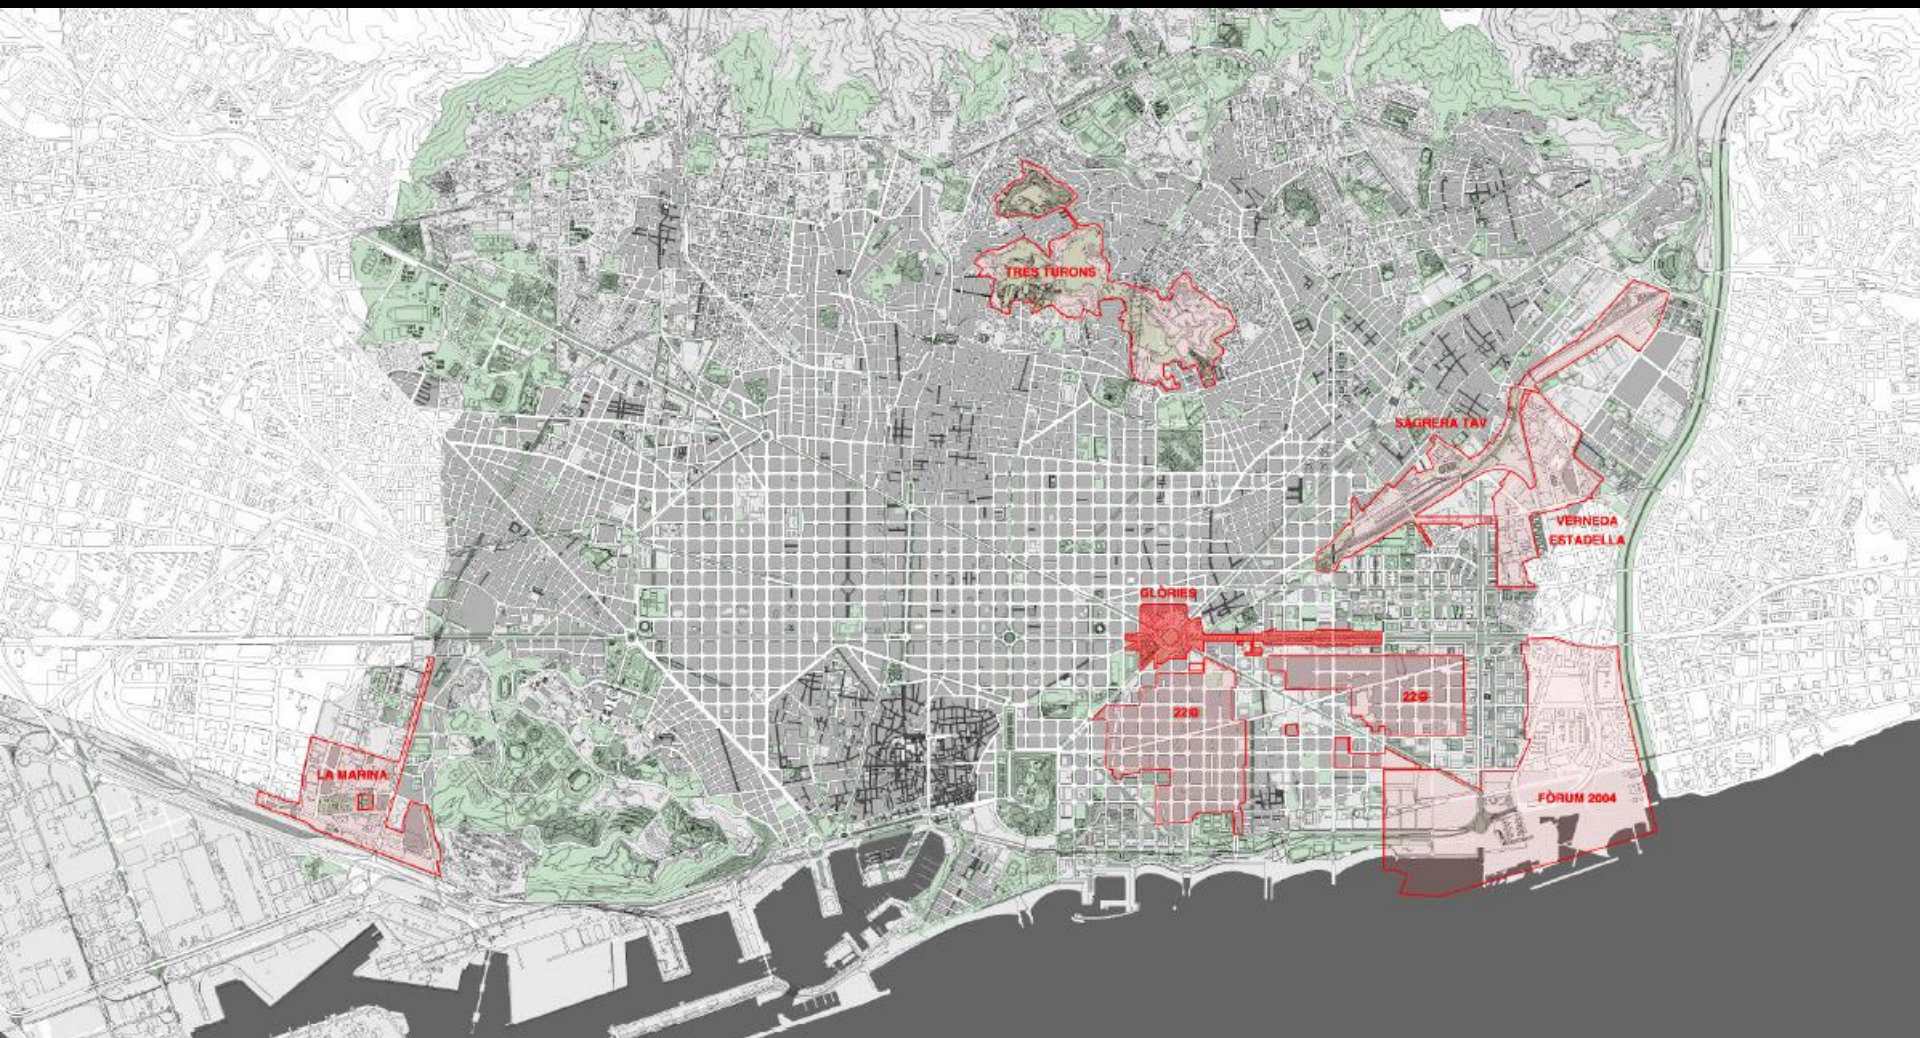 TRES TURONS
SAGRERA TAV
VERNEDA
ESTADELLA
GLÒRIES
22@
22@
LA MARINA
FÒRUM 2004